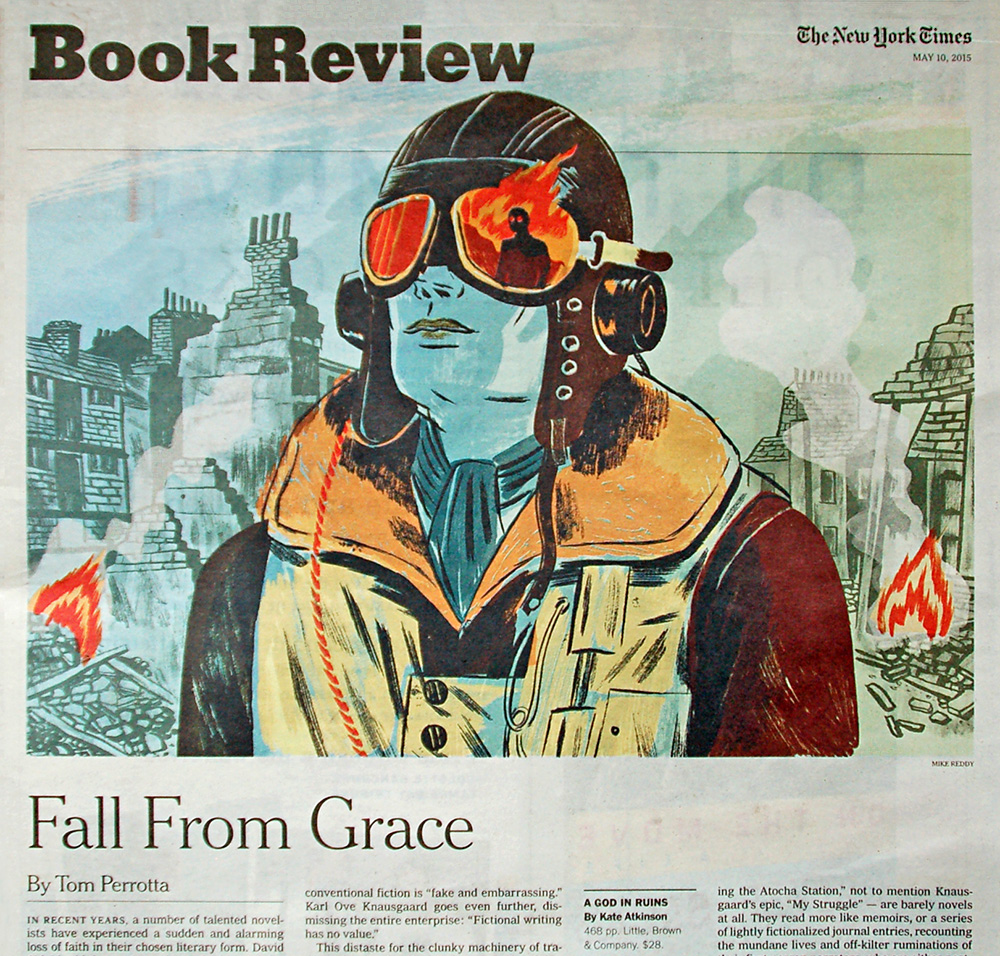 Book Review
The New York Times
MAY 10, 2015
MIKE REDDY
Fall From Grace
By Tom Perrotta
IN RECENT YEARS, a number of talented novel-
ists have experienced a sudden and alarming
loss of faith in their chosen literary form. David
conventional fiction is “fake and embarrassing.”
Karl Ove Knausgaard goes even further, dis-
missing the entire enterprise: “Fictional writing
has no value.”
This distaste for the clunky machinery of tra-
A GOD IN RUINS
By Kate Atkinson
468 pp. Little, Brown
& Company. $28.
ing the Atocha Station,” not to mention Knaus-
gaard’s epic, “My Struggle” — are barely novels
at all. They read more like memoirs, or a series
of lightly fictionalized journal entries, recounting
the mundane lives and off-kilter ruminations of